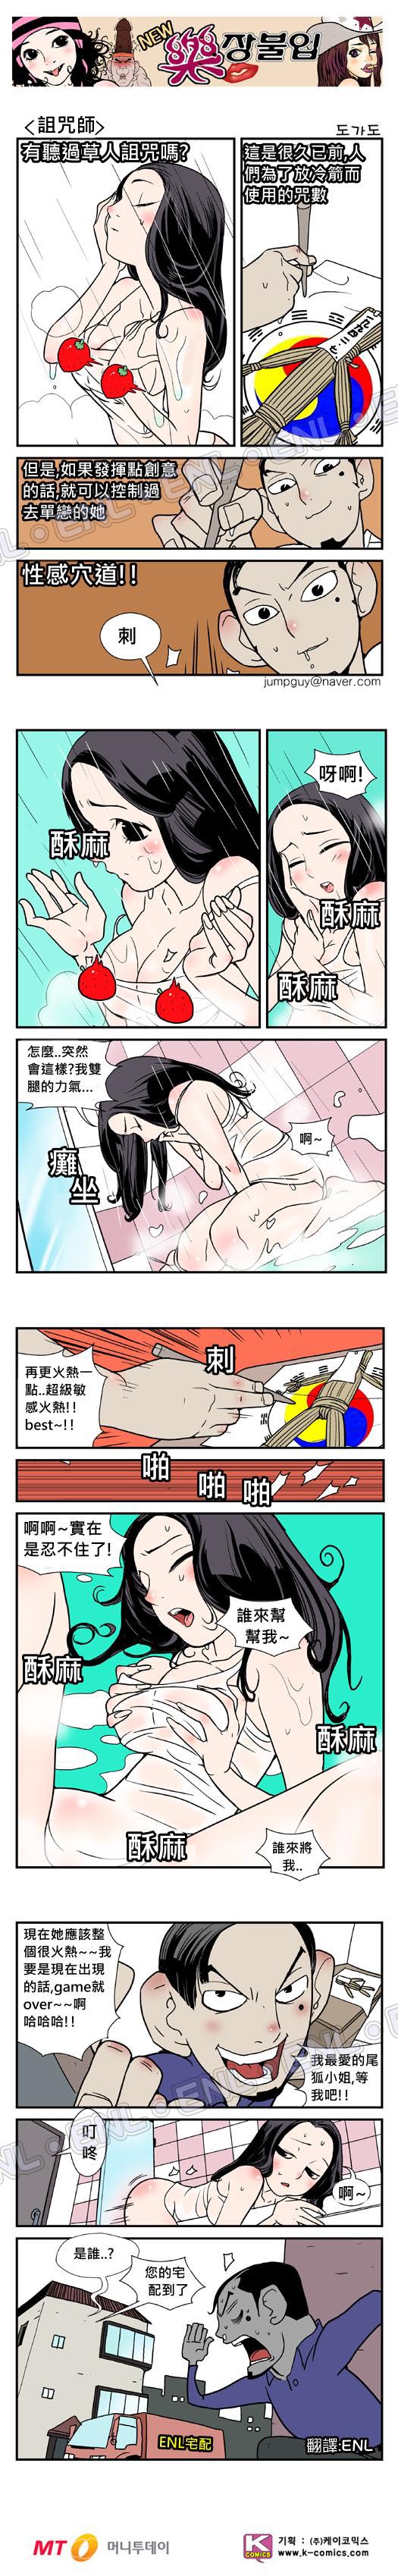 NEW 樂장불입
<詛咒師>
도가도
有聽過草人詛咒嗎?
這是很久已前,人
們為了放冷箭而
使用的咒數
但是,如果發揮點創意
的話,就可以控制過
去單戀的她
性感穴道!!
刺
jumpguy@naver.com
酥麻
呀啊!
酥麻
酥麻
怎麼..突然
會這樣?我雙
腿的力氣...
癱
坐
啊~
刺
再更火熱一
點..超級敏
感火熱!!
best~!!
啪
啪
啪
啊啊~實在
是忍不住了!
誰來幫
幫我~
酥麻
酥麻
酥麻
誰來將
我..
現在她應該整
個很火熱~~我
要是現在出現
的話,game就
over~~啊
哈哈哈!!
我最愛的尾
狐小姐,等
我吧!!
叮
咚
啊~
是誰..?
您的宅
配到了
ENL宅配
翻譯:ENL
MT 머니투데이
K COMICS
기획 : (주)케이코믹스
www.k-comics.com
ENL